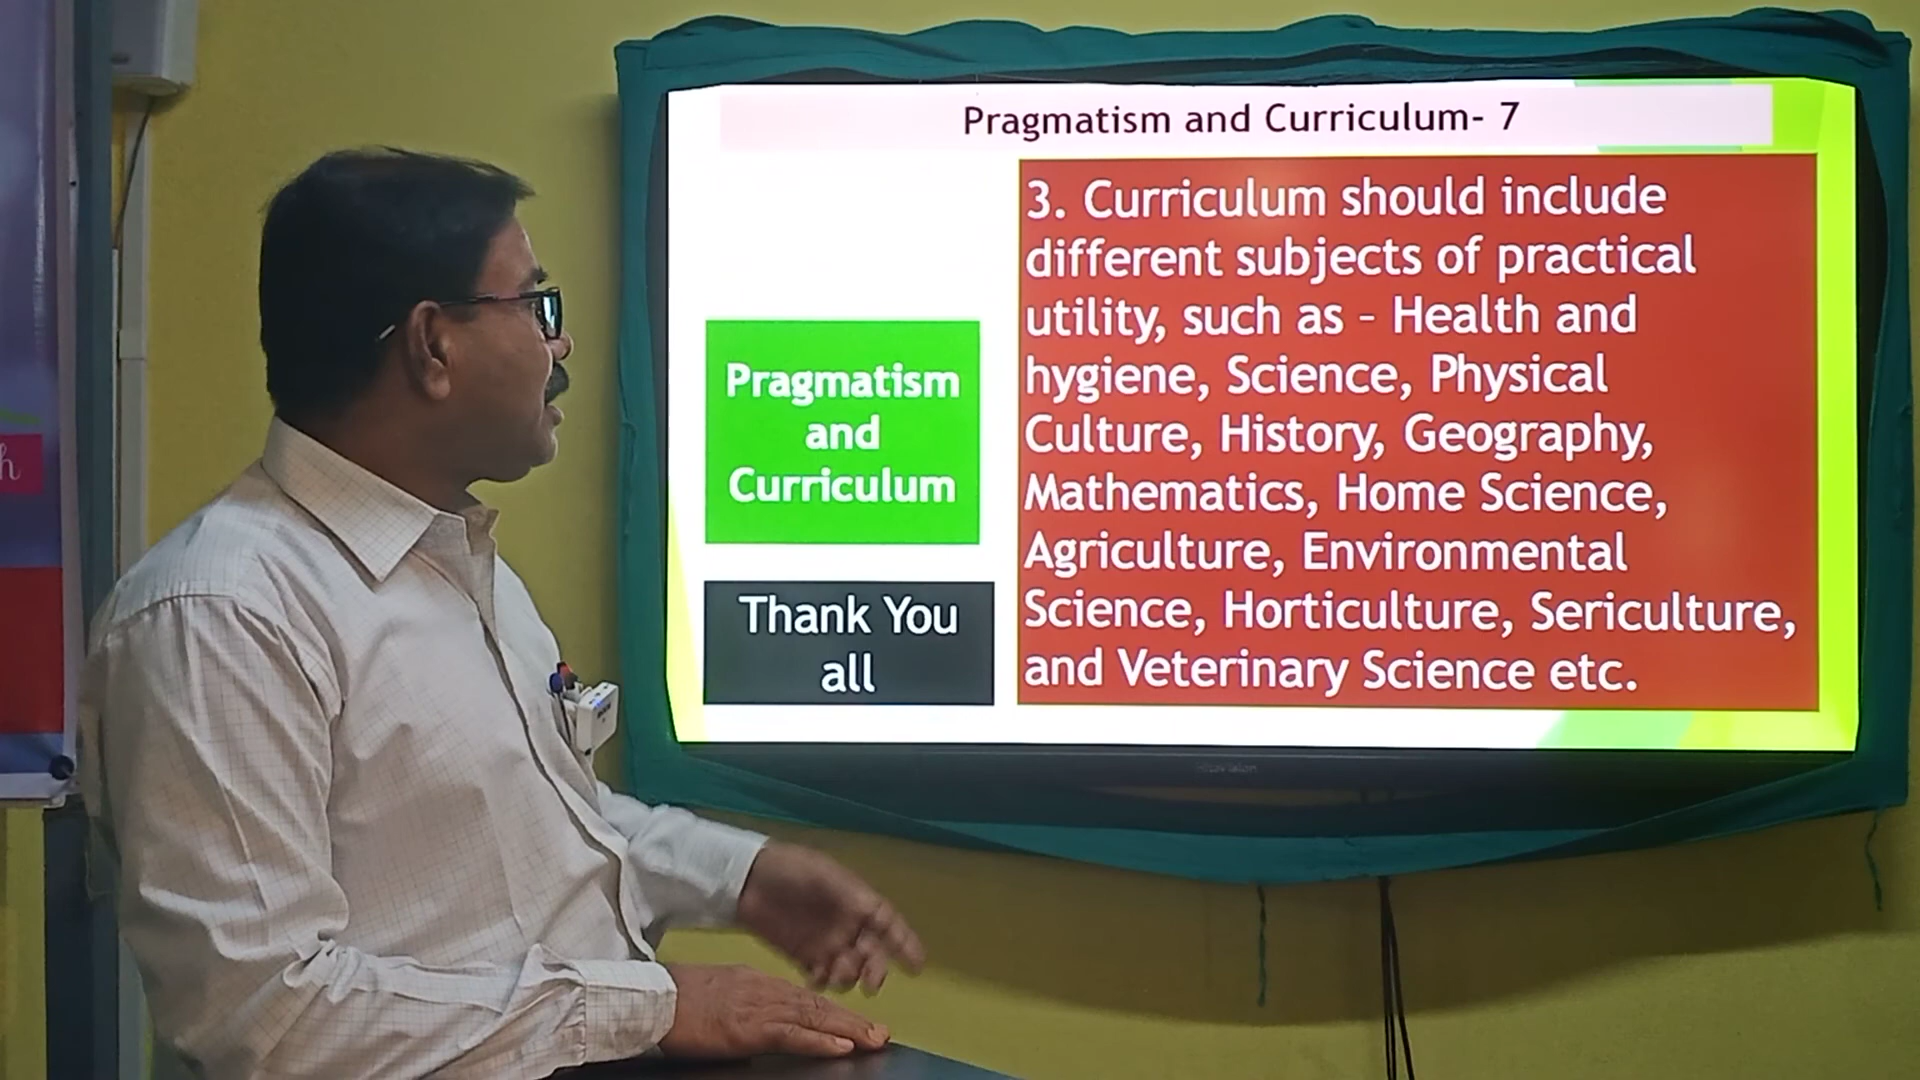 Pragmatism and Curriculum- 7
3. Curriculum should include
different subjects of practical
utility, such as – Health and
hygiene, Science, Physical
Culture, History, Geography,
Mathematics, Home Science,
Agriculture, Environmental
Science, Horticulture, Sericulture,
and Veterinary Science etc.
Pragmatism
and
Curriculum
Thank You
all
h